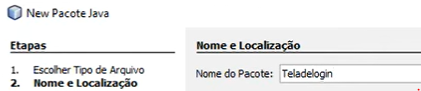 New Pacote Java
Etapas
1. Escolher Tipo de Arquivo
2. Nome e Localização
Nome e Localização
Nome do Pacote: Teladelogin